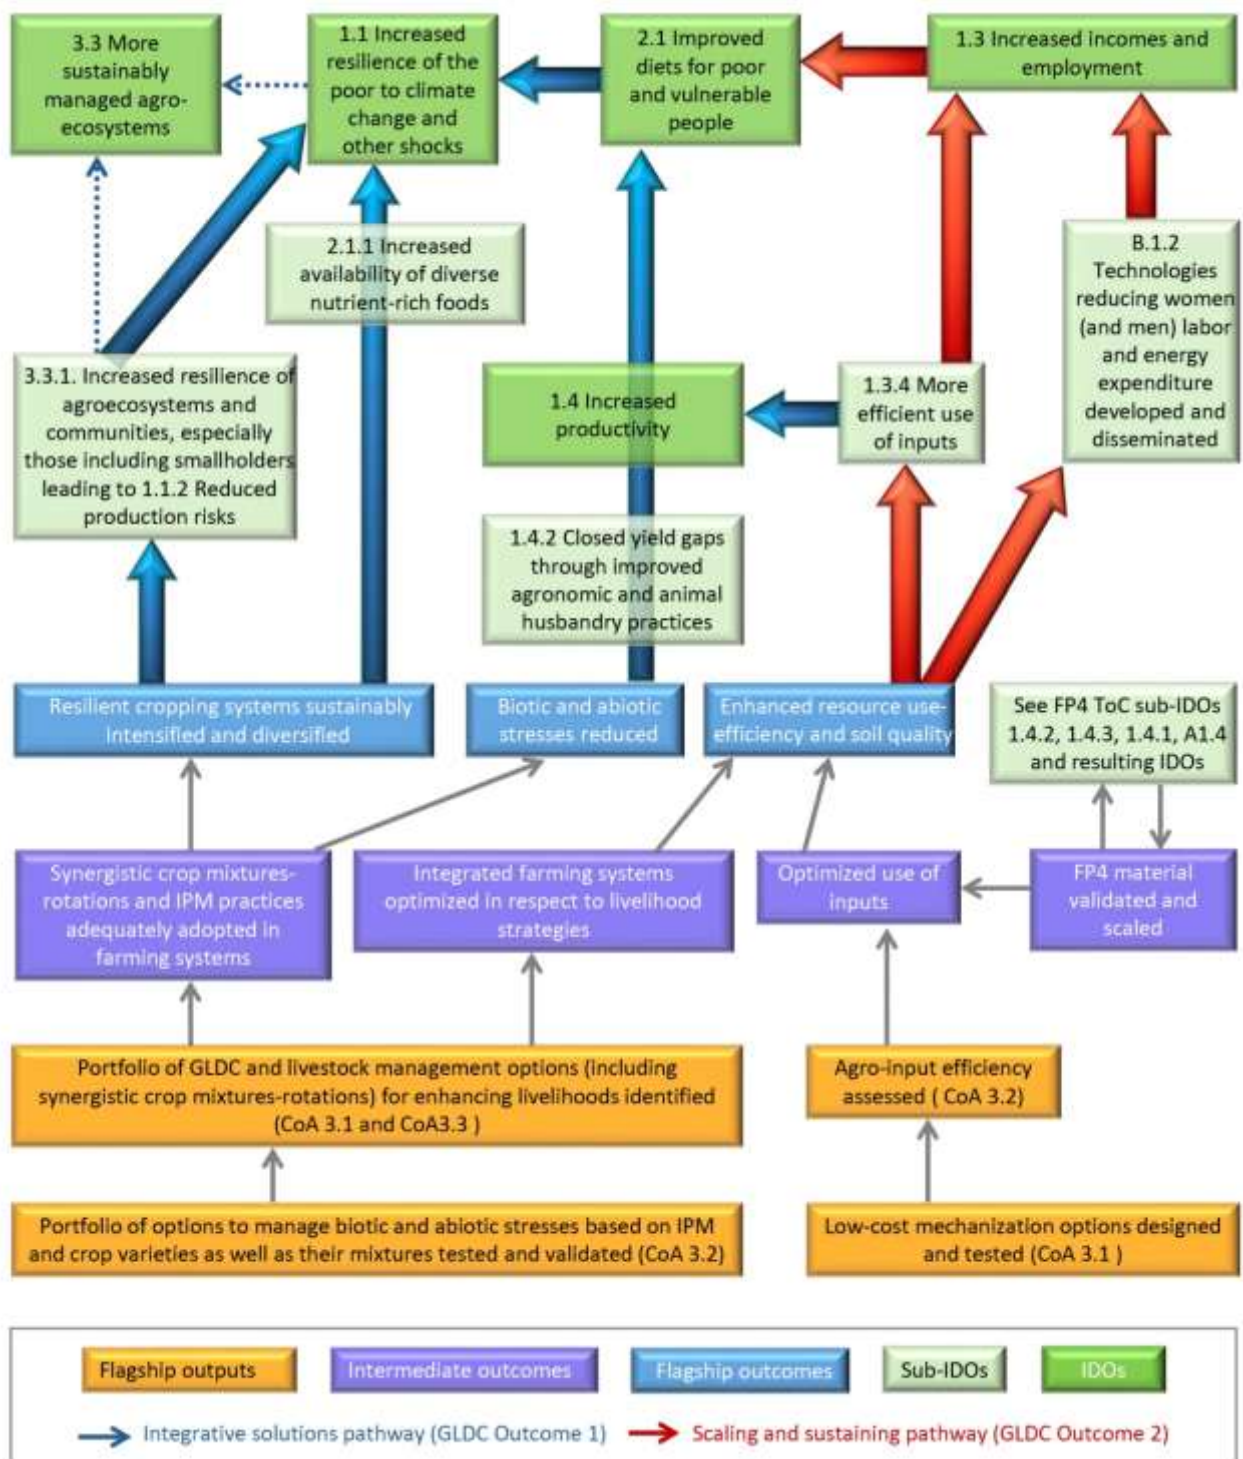 3.3 More
sustainably
managed agro-
ecosystems
1.1 Increased
resilience of the
poor to climate
change and
other shocks
2.1 Improved
diets for poor
and vulnerable
people
1.3 Increased incomes and
employment
2.1.1 Increased
availability of diverse
nutrient-rich foods
B.1.2
Technologies
reducing women
(and men) labor
and energy
expenditure
developed and
disseminated
3.3.1. Increased resilience of
agroecosystems and
communities, especially
those including smallholders
leading to 1.1.2 Reduced
production risks
1.4 Increased
productivity
1.3.4 More
efficient use
of inputs
1.4.2 Closed yield gaps
through improved
agronomic and animal
husbandry practices
Resilient cropping systems sustainably
intensified and diversified
Biotic and abiotic
stresses reduced
Enhanced resource use-
efficiency and soil quality
See FP4 ToC sub-IDOs
1.4.2, 1.4.3, 1.4.1, A1.4
and resulting IDOs
Synergistic crop mixtures-
rotations and IPM practices
adequately adopted in
farming systems
Integrated farming systems
optimized in respect to livelihood
strategies
Optimized use of
inputs
FP4 material
validated and
scaled
Portfolio of GLDC and livestock management options (including
synergistic crop mixtures-rotations) for enhancing livelihoods identified
(CoA 3.1 and CoA3.3 )
Agro-input efficiency
assessed ( CoA 3.2)
Portfolio of options to manage biotic and abiotic stresses based on IPM
and crop varieties as well as their mixtures tested and validated (CoA 3.2)
Low-cost mechanization options designed
and tested (CoA 3.1 )
Flagship outputs
Intermediate outcomes
Flagship outcomes
Sub-IDOs
IDOs
Integrative solutions pathway (GLDC Outcome 1)
Scaling and sustaining pathway (GLDC Outcome 2)